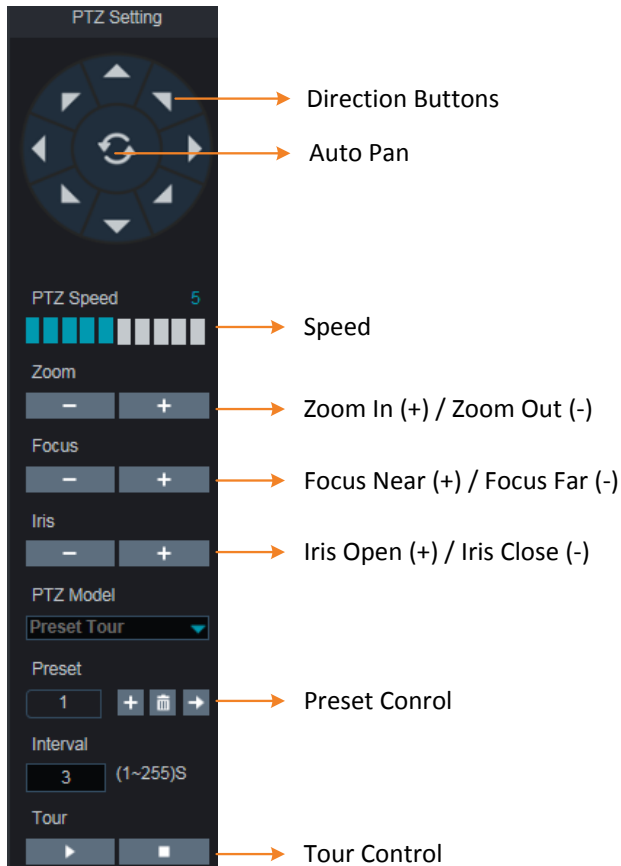 PTZ Setting
Direction Buttons
Auto Pan
PTZ Speed 5
Speed
Zoom
− +
Zoom In (+) / Zoom Out (-)
Focus
− +
Focus Near (+) / Focus Far (-)
Iris
− +
Iris Open (+) / Iris Close (-)
PTZ Model
Preset Tour
Preset
1 +
Preset Conrol
Interval
3 (1~255)S
Tour
Tour Control